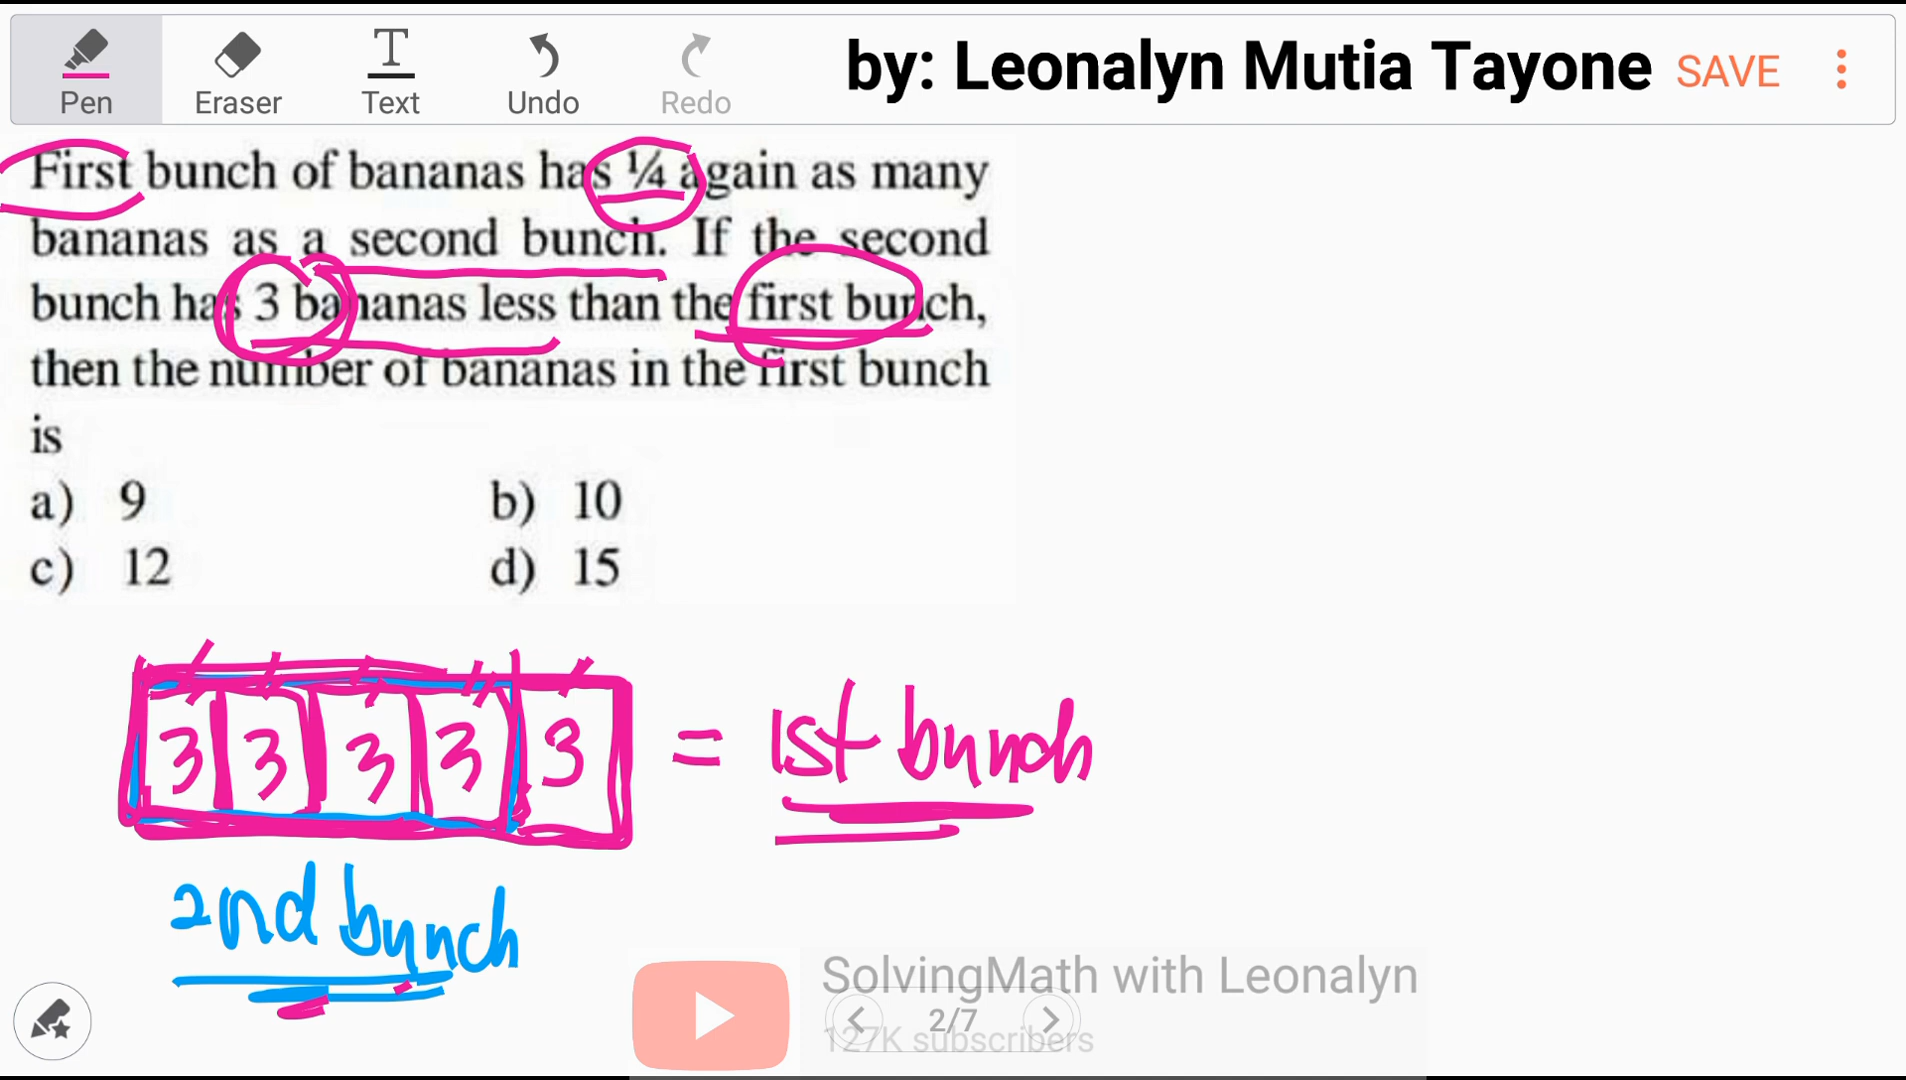 by: Leonalyn Mutia Tayone
SAVE
Pen
Eraser
Text
Undo
Redo
First bunch of bananas has ¼ again as many
bananas as a second bunch. If the second
bunch has 3 bananas less than the first bunch,
then the number of bananas in the first bunch
is
a) 9
b) 10
c) 12
d) 15
3 3 3 3 3 = 1st bunch
2nd bunch
SolvingMath with Leonalyn
2/7
127K subscribers